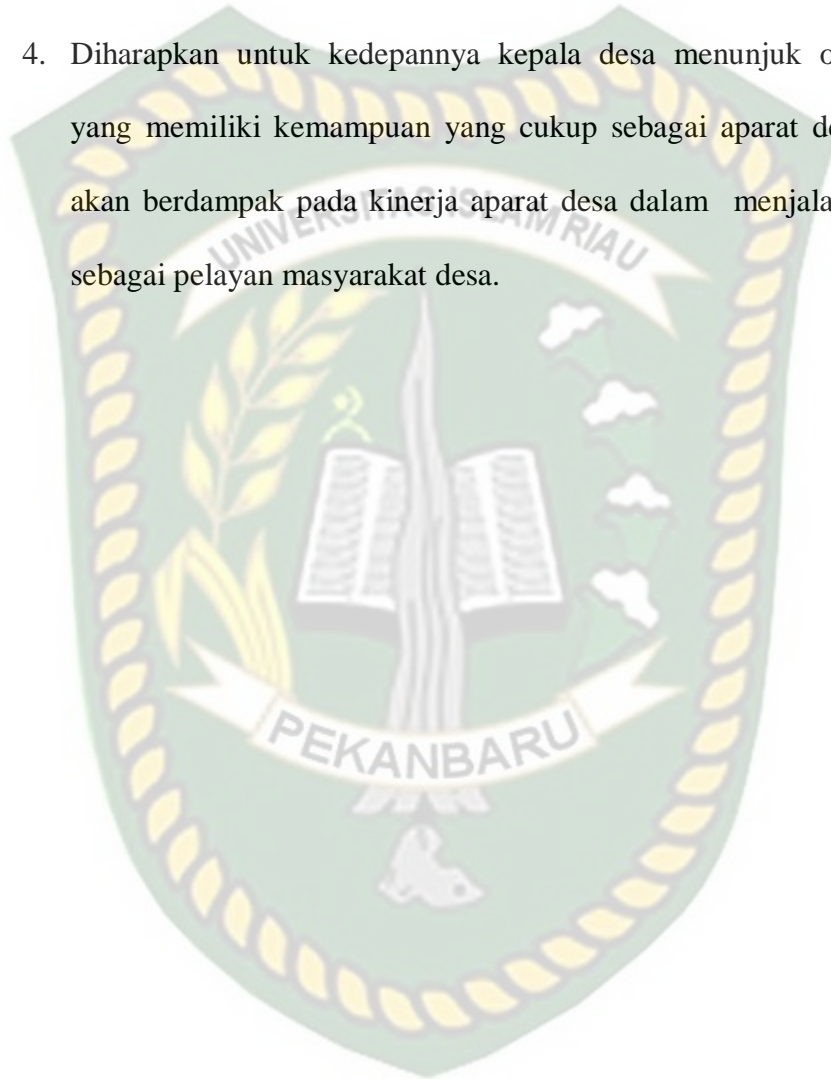 4. Diharapkan untuk kedepannya kepala desa menunjuk
yang memiliki kemampuan yang cukup sebagai aparat
akan berdampak pada kinerja aparat desa dalam menjala
sebagai pelayan masyarakat desa.
UNIVERSITAS ISLAM RIAU
PEKANBARU